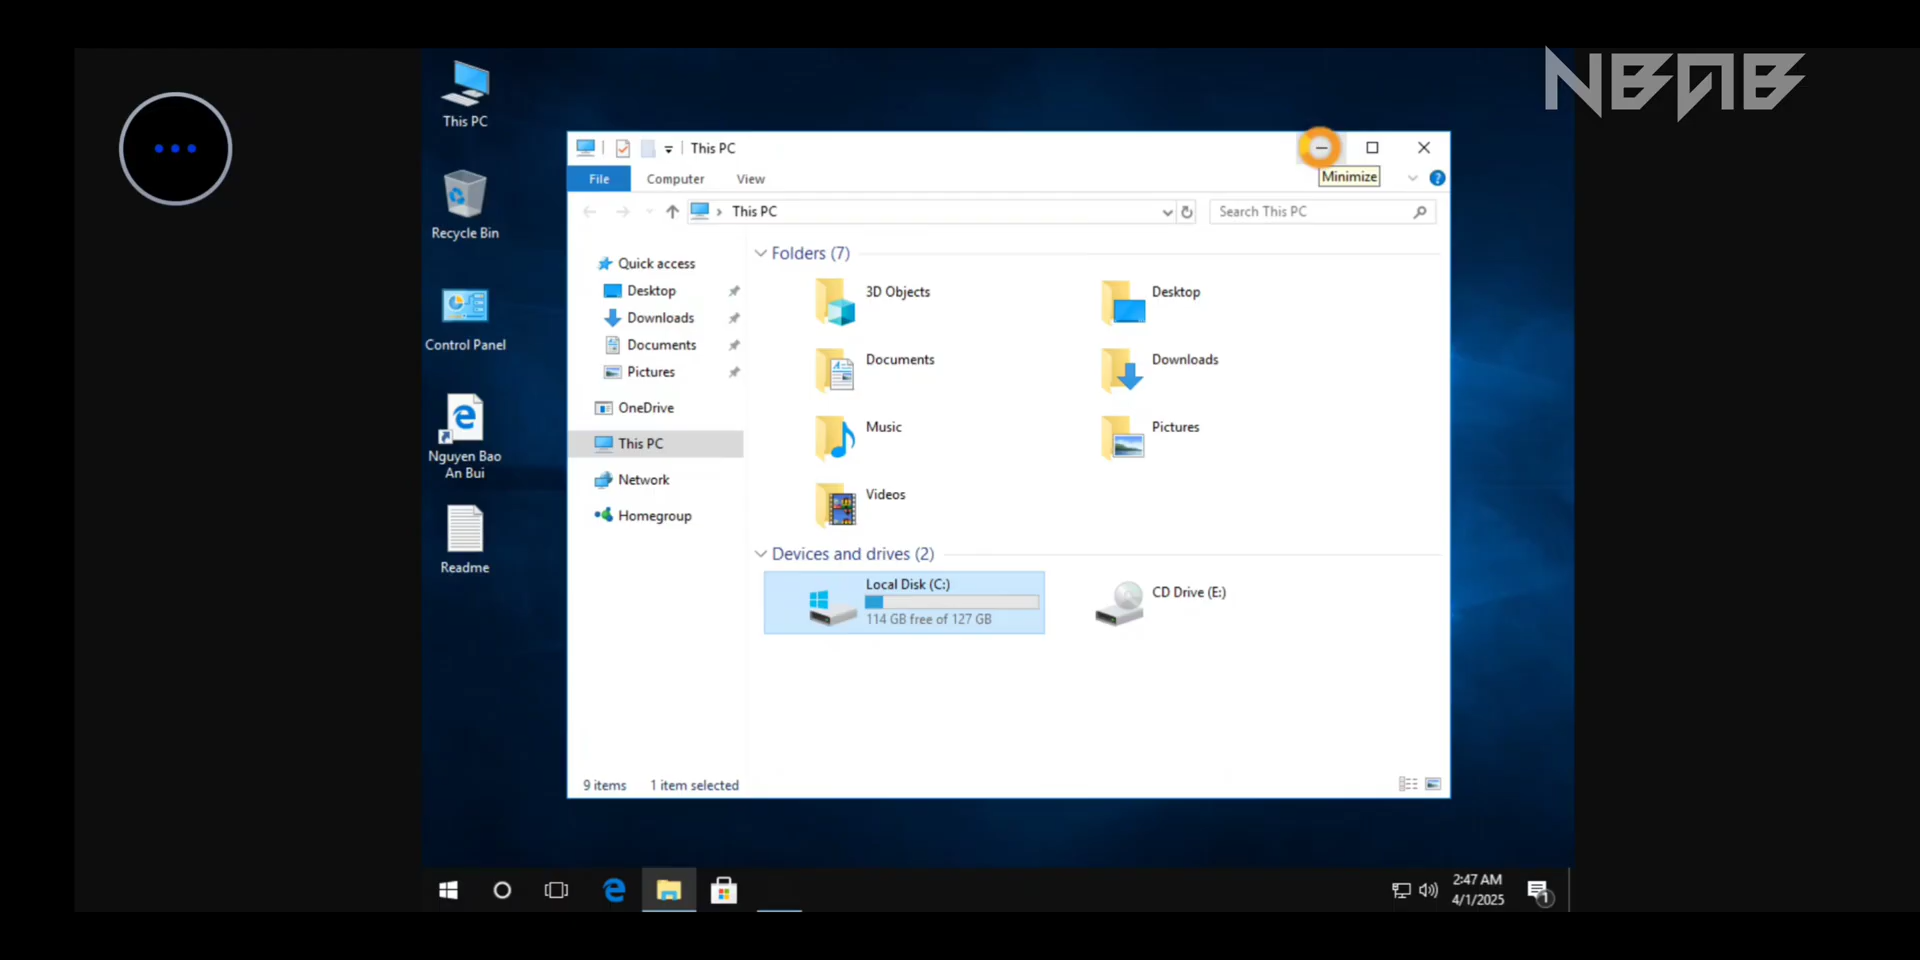 NBAB
This PC
This PC
Minimize
File Computer View
This PC
Search This PC
Recycle Bin
Control Panel
Nguyen Bao
An Bui
Readme
Quick access
Desktop
Downloads
Documents
Pictures
OneDrive
This PC
Network
Homegroup
Folders (7)
3D Objects
Desktop
Documents
Downloads
Music
Pictures
Videos
Devices and drives (2)
Local Disk (C:)
114 GB free of 127 GB
CD Drive (E:)
9 items 1 item selected
2:47 AM
4/1/2025
1